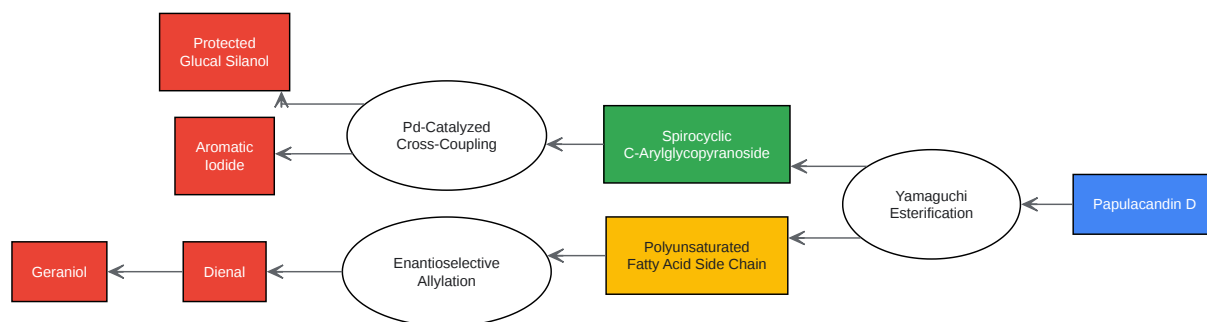 Protected
Glucal Silanol
Aromatic
Iodide
Pd-Catalyzed
Cross-Coupling
Spirocyclic
C-Arylglycopyranoside
Yamaguchi
Esterification
Papulacandin D
Geraniol
Dienal
Enantioselective
Allylation
Polyunsaturated
Fatty Acid Side Chain